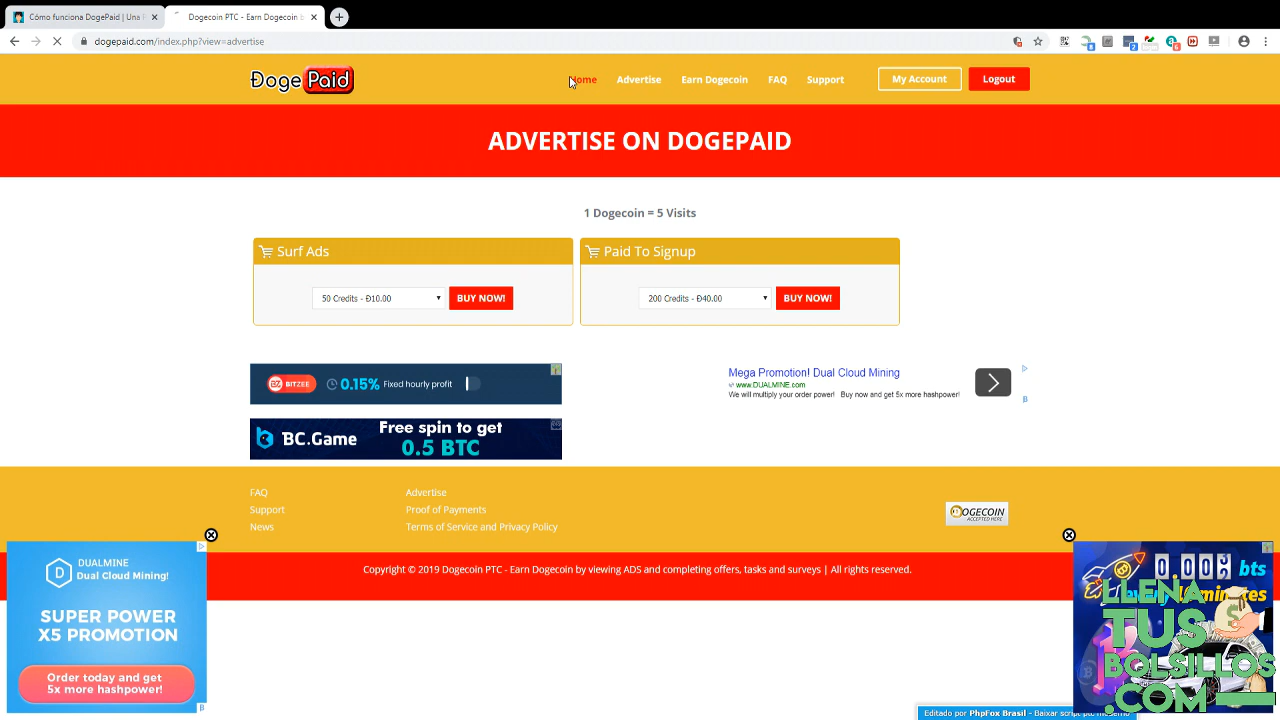 Cómo funciona DogePaid | Una
Dogecoin PTC - Earn Dogecoin b
dogepaid.com/index.php?view=advertise
ĐogePaid
Home Advertise Earn Dogecoin FAQ Support My Account Logout
ADVERTISE ON DOGEPAID
1 Dogecoin = 5 Visits
Surf Ads
Paid To Signup
50 Credits - Đ10.00
BUY NOW!
200 Credits - Đ40.00
BUY NOW!
BITZEE 0.15% Fixed hourly profit
Mega Promotion! Dual Cloud Mining
www.DUALMINE.com
We will multiply your order power! Buy now and get 5x more hashpower!
BC.GAME
Free spin to get
0.5 BTC
FAQ
Support
News
Advertise
Proof of Payments
Terms of Service and Privacy Policy
DOGECOIN
ACCEPTED HERE
Copyright © 2019 Dogecoin PTC - Earn Dogecoin by viewing ADS and completing offers, tasks and surveys | All rights reserved.
DUALMINE
Dual Cloud Mining!
SUPER POWER
X5 PROMOTION
Order today and get
5x more hashpower!
bts
LLENA
TUS
BOLSILLOS
.COM
Editado por PhpFox Brasil - Baixar script